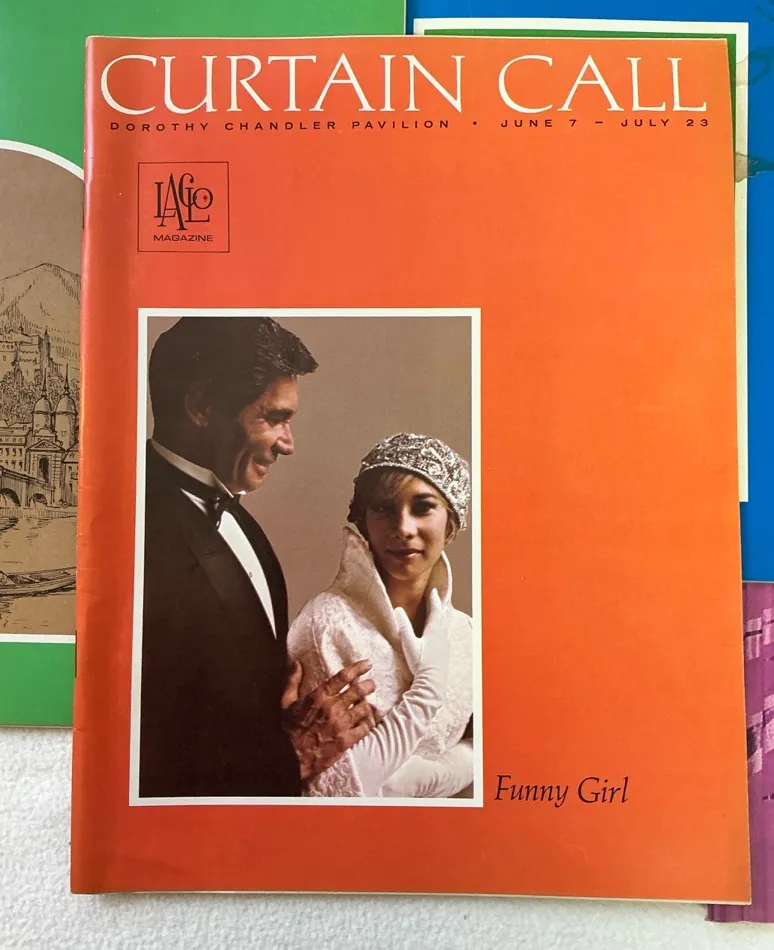 CURTAIN CALL
DOROTHY CHANDLER PAVILION • JUNE 7 – JULY 23
LACLO
MAGAZINE
Funny Girl